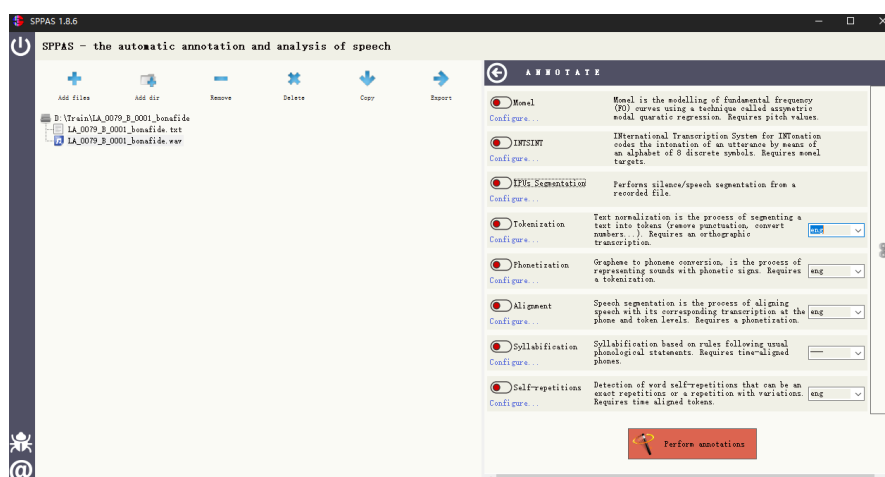 SPPAS 1.8.6
SPPAS - the automatic annotation and analysis of speech
Add files
Add dir
Remove
Delete
Copy
Export
D:\Train\LA_0079_B_0001_bonafide
LA_0079_B_0001_bonafide.txt
LA_0079_B_0001_bonafile.wav
ANNOTATE
Momel
Configure...
Momel is the modelling of fundamental frequency
(F0) curves using a technique called assymetric
modal quaratic regression. Requires pitch values.
INTSINT
Configure...
INternational Transcription System for INTonation
codes the intonation of an utterance by means of
an alphabet of 8 discrete symbols. Requires momel
targets.
IPUs Segmentation
Configure...
Performs silence/speech segmentation from a
recorded file.
Tokenization
Configure...
Text normalization is the process of segmenting a
text into tokens (remove punctuation, convert
numbers...). Requires an orthographic
transcription.
eng
Phonetization
Configure...
Grapheme to phoneme conversion, is the process of
representing sounds with phonetic signs. Requires
a tokenization.
eng
Alignment
Configure...
Speech segmentation is the process of aligning
speech with its corresponding transcription at the
phone and token levels. Requires a phonetization.
eng
Syllabification
Configure...
Syllabification based on rules following usual
phonological statements. Requires time-aligned
phones.
---
Self-repetitions
Configure...
Detection of word self-repetitions that can be an
exact repetitions or a repetition with variations.
Requires time aligned tokens.
eng
Perform annotations
@